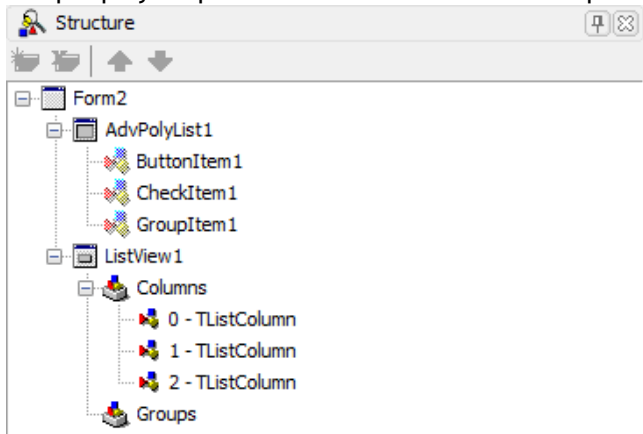 Structure
Form2
AdvPolyList1
ButtonItem1
CheckItem1
GroupItem1
ListView1
Columns
0 - TListColumn
1 - TListColumn
2 - TListColumn
Groups